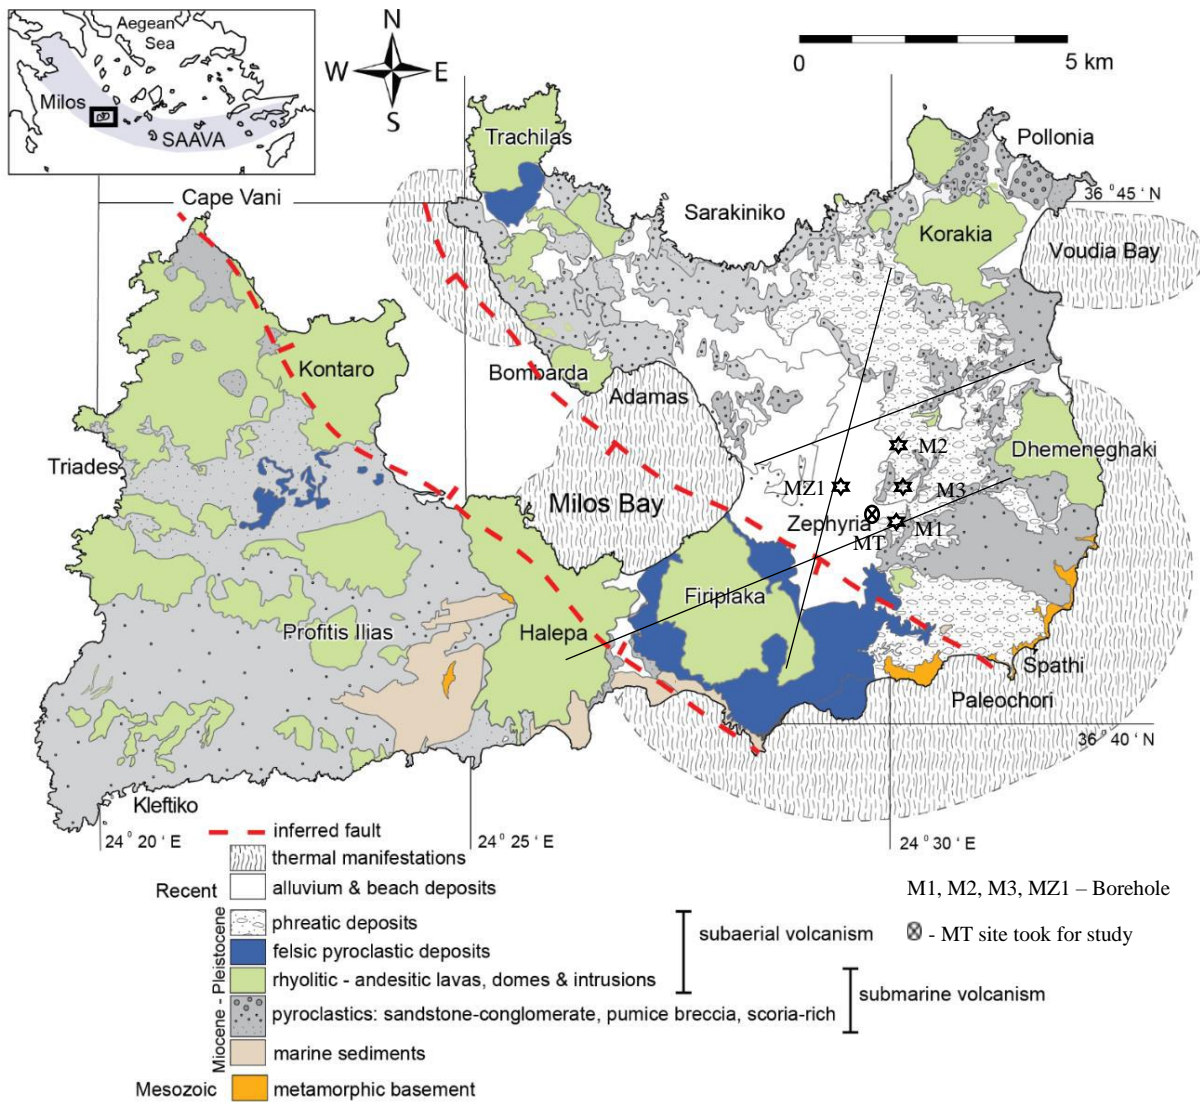 Aegean
Sea
Milos
SAAVA
N
W E
S
0 5 km
Trachilas
Pollonia
Cape Vani
36 ° 45 ' N
Sarakiniko
Korakia
Voudia Bay
Kontaro
Bombarda
Adamas
Dhemeneghaki
Triades
M2
MZ1
M3
Milos Bay
Zephyria
M1
MT
Firiplaka
Profitis Ilias
Halepa
Spathi
Paleochori
36 ° 40 ' N
Kleftiko
24 ° 20 ' E
24 ° 25 ' E
24 ° 30 ' E
inferred fault
thermal manifestations
Recent
alluvium & beach deposits
M1, M2, M3, MZ1 – Borehole
Miocene - Pleistocene
phreatic deposits
subaerial volcanism
- MT site took for study
felsic pyroclastic deposits
rhyolitic - andesitic lavas, domes & intrusions
submarine volcanism
pyroclastics: sandstone-conglomerate, pumice breccia, scoria-rich
marine sediments
Mesozoic
metamorphic basement